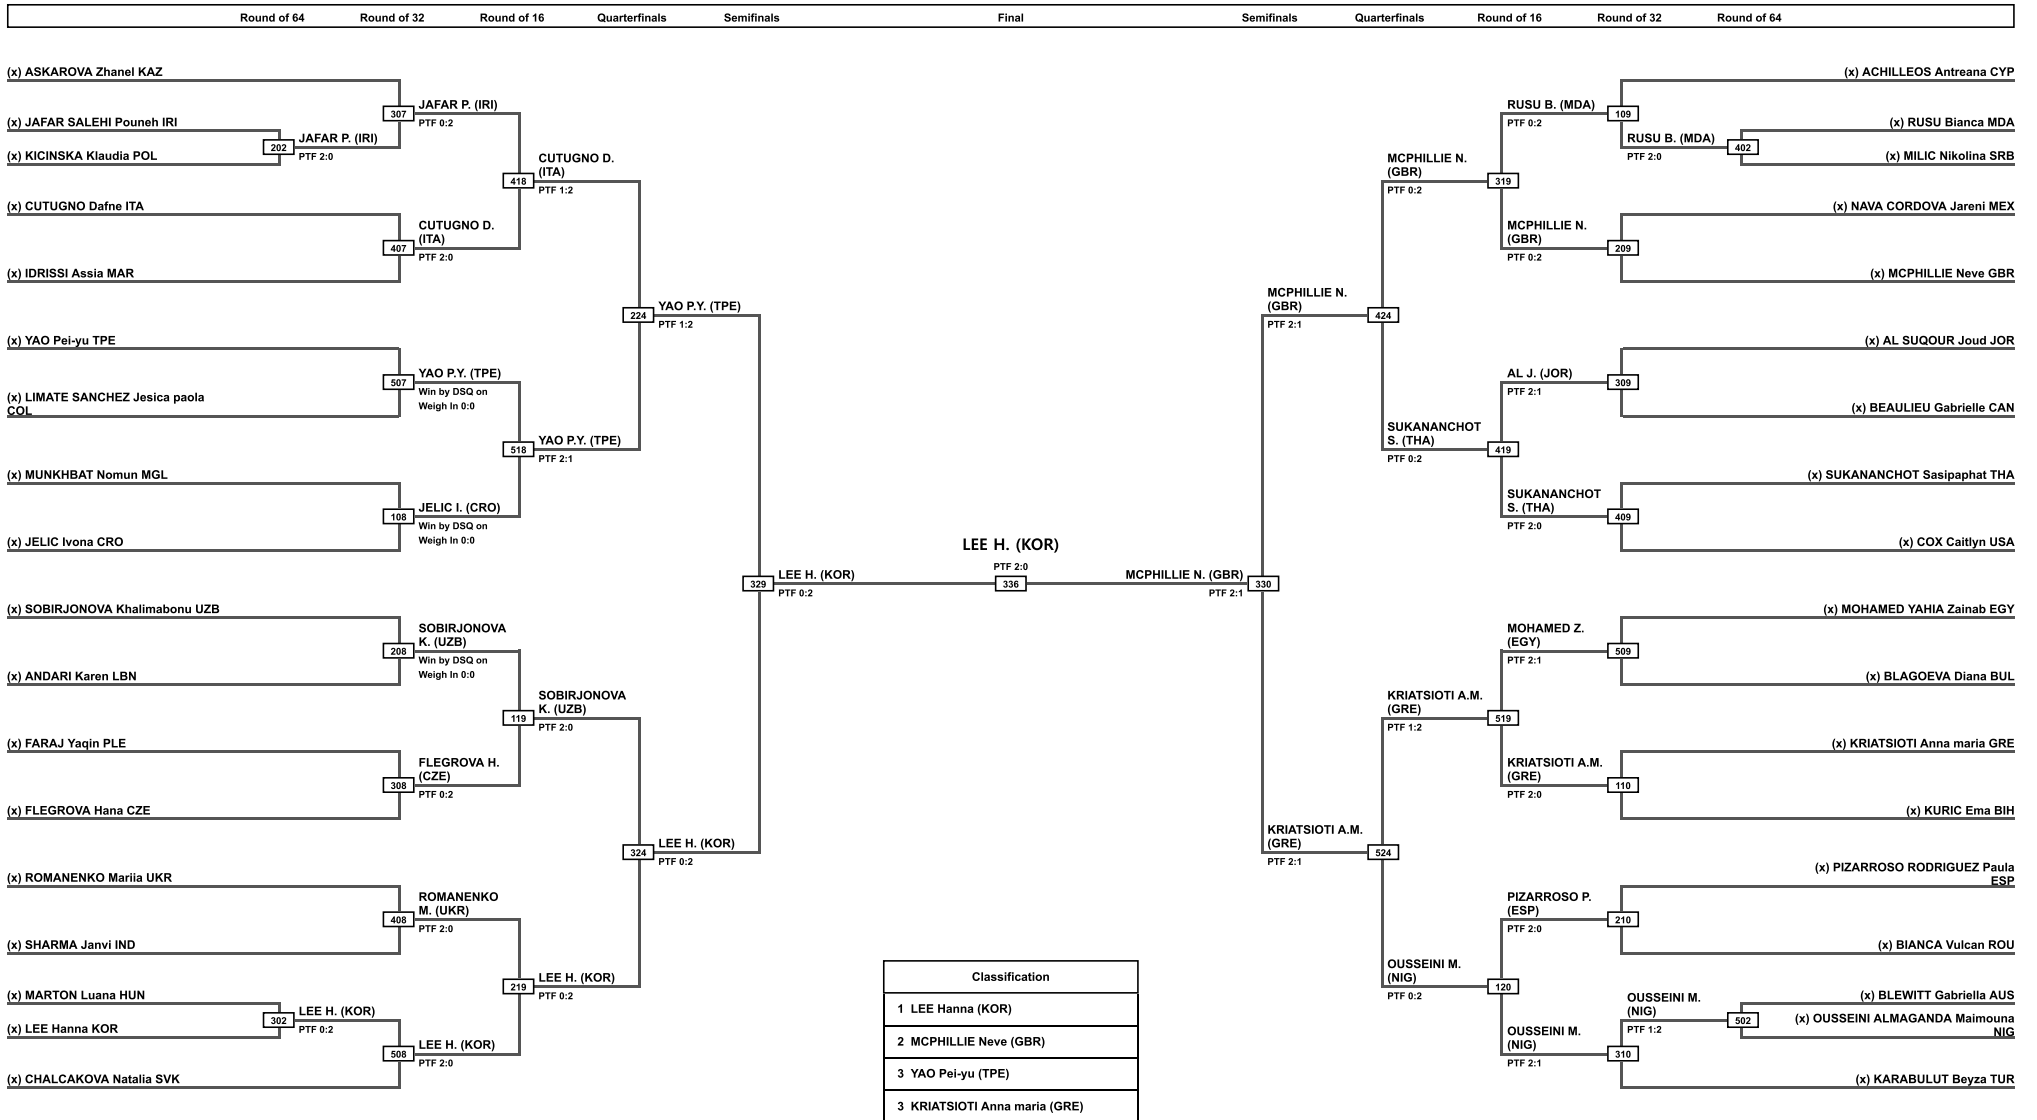 Round of 64 Round of 32 Round of 16 Quarterfinals Semifinals Final Semifinals Quarterfinals Round of 16 Round of 32 Round of 64
(x) ASKAROVA Zhanel KAZ
(x) JAFAR SALEHI Pouneh IRI
(x) KICINSKA Klaudia POL
(x) CUTUGNO Dafne ITA
(x) IDRISSI Assia MAR
(x) YAO Pei-yu TPE
(x) LIMATE SANCHEZ Jesica paola
COL
(x) MUNKHBAT Nomun MGL
(x) JELIC Ivona CRO
(x) SOBIRJONOVA Khalimabonu UZB
(x) ANDARI Karen LBN
(x) FARAJ Yaqin PLE
(x) FLEGROVA Hana CZE
(x) ROMANENKO Mariia UKR
(x) SHARMA Janvi IND
(x) MARTON Luana HUN
(x) LEE Hanna KOR
(x) CHALCAKOVA Natalia SVK
202
JAFAR P. (IRI)
PTF 2:0
302
LEE H. (KOR)
PTF 0:2
307
JAFAR P. (IRI)
PTF 0:2
407
CUTUGNO D.
(ITA)
PTF 2:0
507
YAO P.Y. (TPE)
Win by DSQ on
Weigh In 0:0
108
JELIC I. (CRO)
Win by DSQ on
Weigh In 0:0
208
SOBIRJONOVA
K. (UZB)
Win by DSQ on
Weigh In 0:0
308
FLEGROVA H.
(CZE)
PTF 0:2
408
ROMANENKO
M. (UKR)
PTF 2:0
508
LEE H. (KOR)
PTF 2:0
418
CUTUGNO D.
(ITA)
PTF 1:2
518
YAO P.Y. (TPE)
PTF 2:1
119
SOBIRJONOVA
K. (UZB)
PTF 2:0
219
LEE H. (KOR)
PTF 0:2
224
YAO P.Y. (TPE)
PTF 1:2
324
LEE H. (KOR)
PTF 0:2
329
LEE H. (KOR)
PTF 0:2
LEE H. (KOR)
PTF 2:0
336
MCPHILLIE N. (GBR)
PTF 2:1
330
MCPHILLIE N.
(GBR)
PTF 2:1
424
KRIATSIOTI A.M.
(GRE)
PTF 2:1
524
MCPHILLIE N.
(GBR)
PTF 0:2
319
SUKANANCHOT
S. (THA)
PTF 0:2
419
KRIATSIOTI A.M.
(GRE)
PTF 1:2
519
OUSSEINI M.
(NIG)
PTF 0:2
120
RUSU B. (MDA)
PTF 0:2
109
MCPHILLIE N.
(GBR)
PTF 0:2
209
AL J. (JOR)
PTF 2:1
309
SUKANANCHOT
S. (THA)
PTF 2:0
409
MOHAMED Z.
(EGY)
PTF 2:1
509
KRIATSIOTI A.M.
(GRE)
PTF 2:0
110
PIZARROSO P.
(ESP)
PTF 2:0
210
OUSSEINI M.
(NIG)
PTF 2:1
310
RUSU B. (MDA)
PTF 2:0
402
OUSSEINI M.
(NIG)
PTF 1:2
502
(x) ACHILLEOS Antreana CYP
(x) RUSU Bianca MDA
(x) MILIC Nikolina SRB
(x) NAVA CORDOVA Jareni MEX
(x) MCPHILLIE Neve GBR
(x) AL SUQOUR Joud JOR
(x) BEAULIEU Gabrielle CAN
(x) SUKANANCHOT Sasipaphat THA
(x) COX Caitlyn USA
(x) MOHAMED YAHIA Zainab EGY
(x) BLAGOEVA Diana BUL
(x) KRIATSIOTI Anna maria GRE
(x) KURIC Ema BIH
(x) PIZARROSO RODRIGUEZ Paula
ESP
(x) BIANCA Vulcan ROU
(x) BLEWITT Gabriella AUS
(x) OUSSEINI ALMAGANDA Maimouna
NIG
(x) KARABULUT Beyza TUR
Classification
1 LEE Hanna (KOR)
2 MCPHILLIE Neve (GBR)
3 YAO Pei-yu (TPE)
3 KRIATSIOTI Anna maria (GRE)